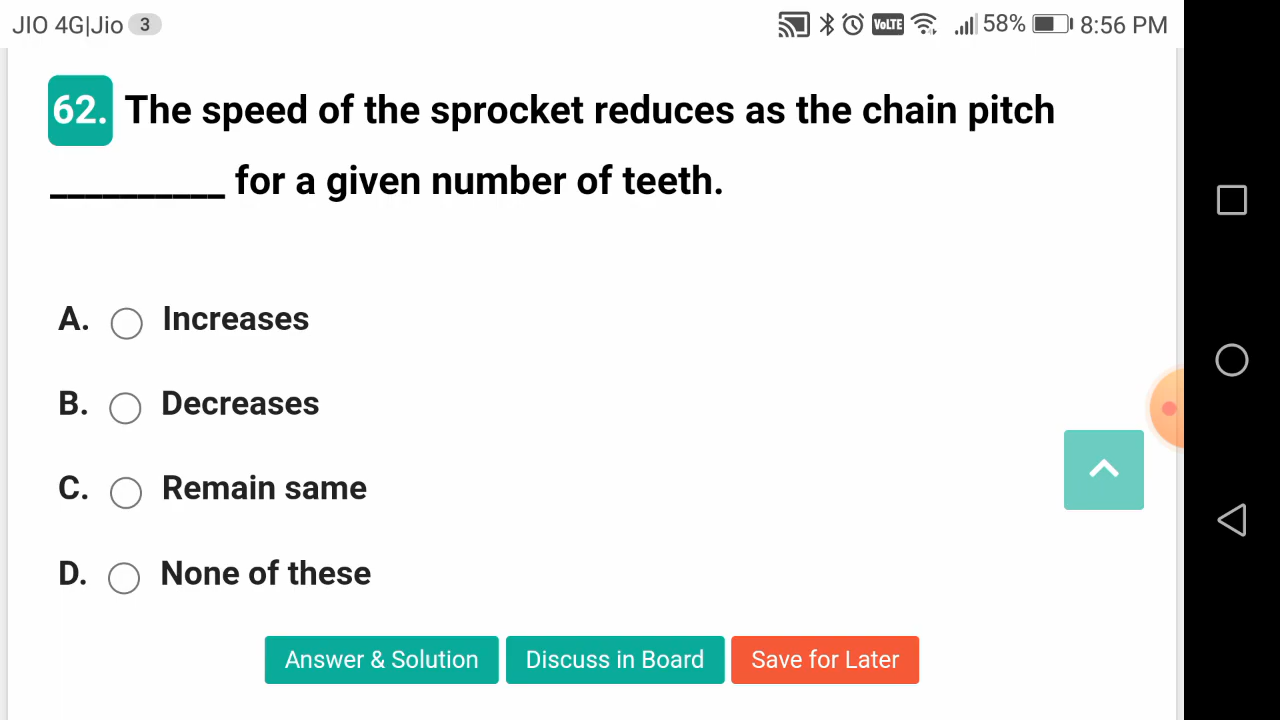 JIO 4G|Jio 3 VoLTE 58% 8:56 PM
62. The speed of the sprocket reduces as the chain pitch
__________ for a given number of teeth.
A. Increases
B. Decreases
C. Remain same
D. None of these
Answer & Solution Discuss in Board Save for Later